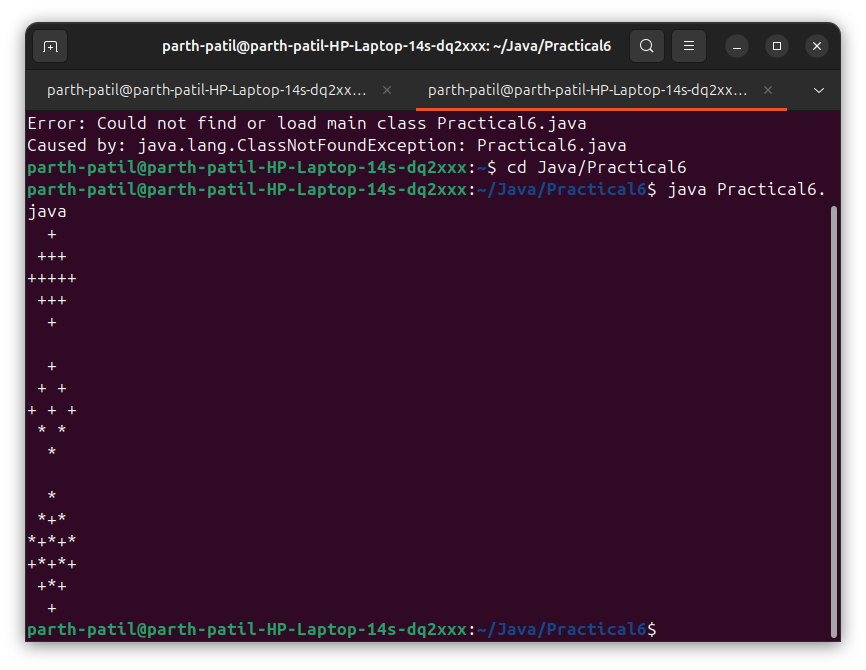 parth-patil@parth-patil-HP-Laptop-14s-dq2xxx: ~/Java/Practical6
parth-patil@parth-patil-HP-Laptop-14s-dq2xx... × parth-patil@parth-patil-HP-Laptop-14s-dq2xx... ×
Error: Could not find or load main class Practical6.java
Caused by: java.lang.ClassNotFoundException: Practical6.java
parth-patil@parth-patil-HP-Laptop-14s-dq2xxx:~$ cd Java/Practical6
parth-patil@parth-patil-HP-Laptop-14s-dq2xxx:~/Java/Practical6$ java Practical6.
java
  +
 +++
+++++
 +++
  +

  +
 + +
+ + +
 * *
  *

  *
 *+*
*+*+*
+*+*+
 +*+
  +
parth-patil@parth-patil-HP-Laptop-14s-dq2xxx:~/Java/Practical6$